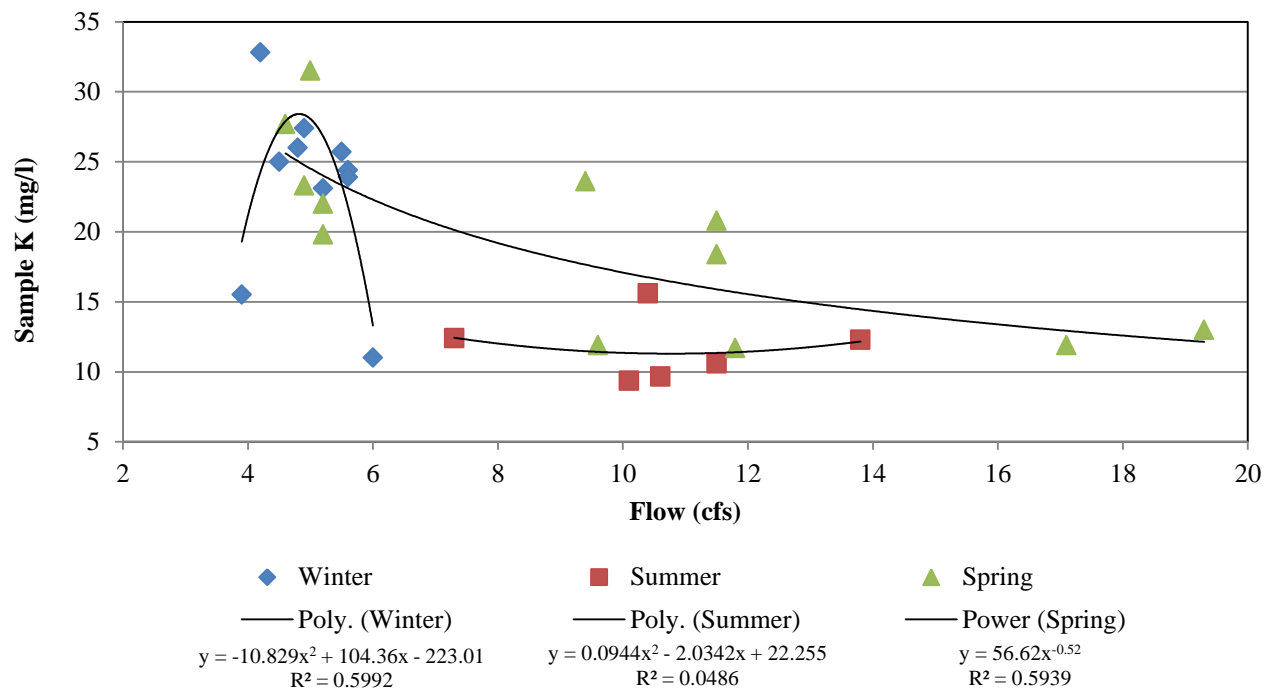 35
30
25
20
15
10
5
Sample K (mg/l)
2 4 6 8 10 12 14 16 18 20
Flow (cfs)
Winter Summer Spring
Poly. (Winter) Poly. (Summer) Power (Spring)
y = -10.829x² + 104.36x - 223.01 y = 0.0944x² - 2.0342x + 22.255 y = 56.62x⁻⁰·⁵²
R² = 0.5992 R² = 0.0486 R² = 0.5939